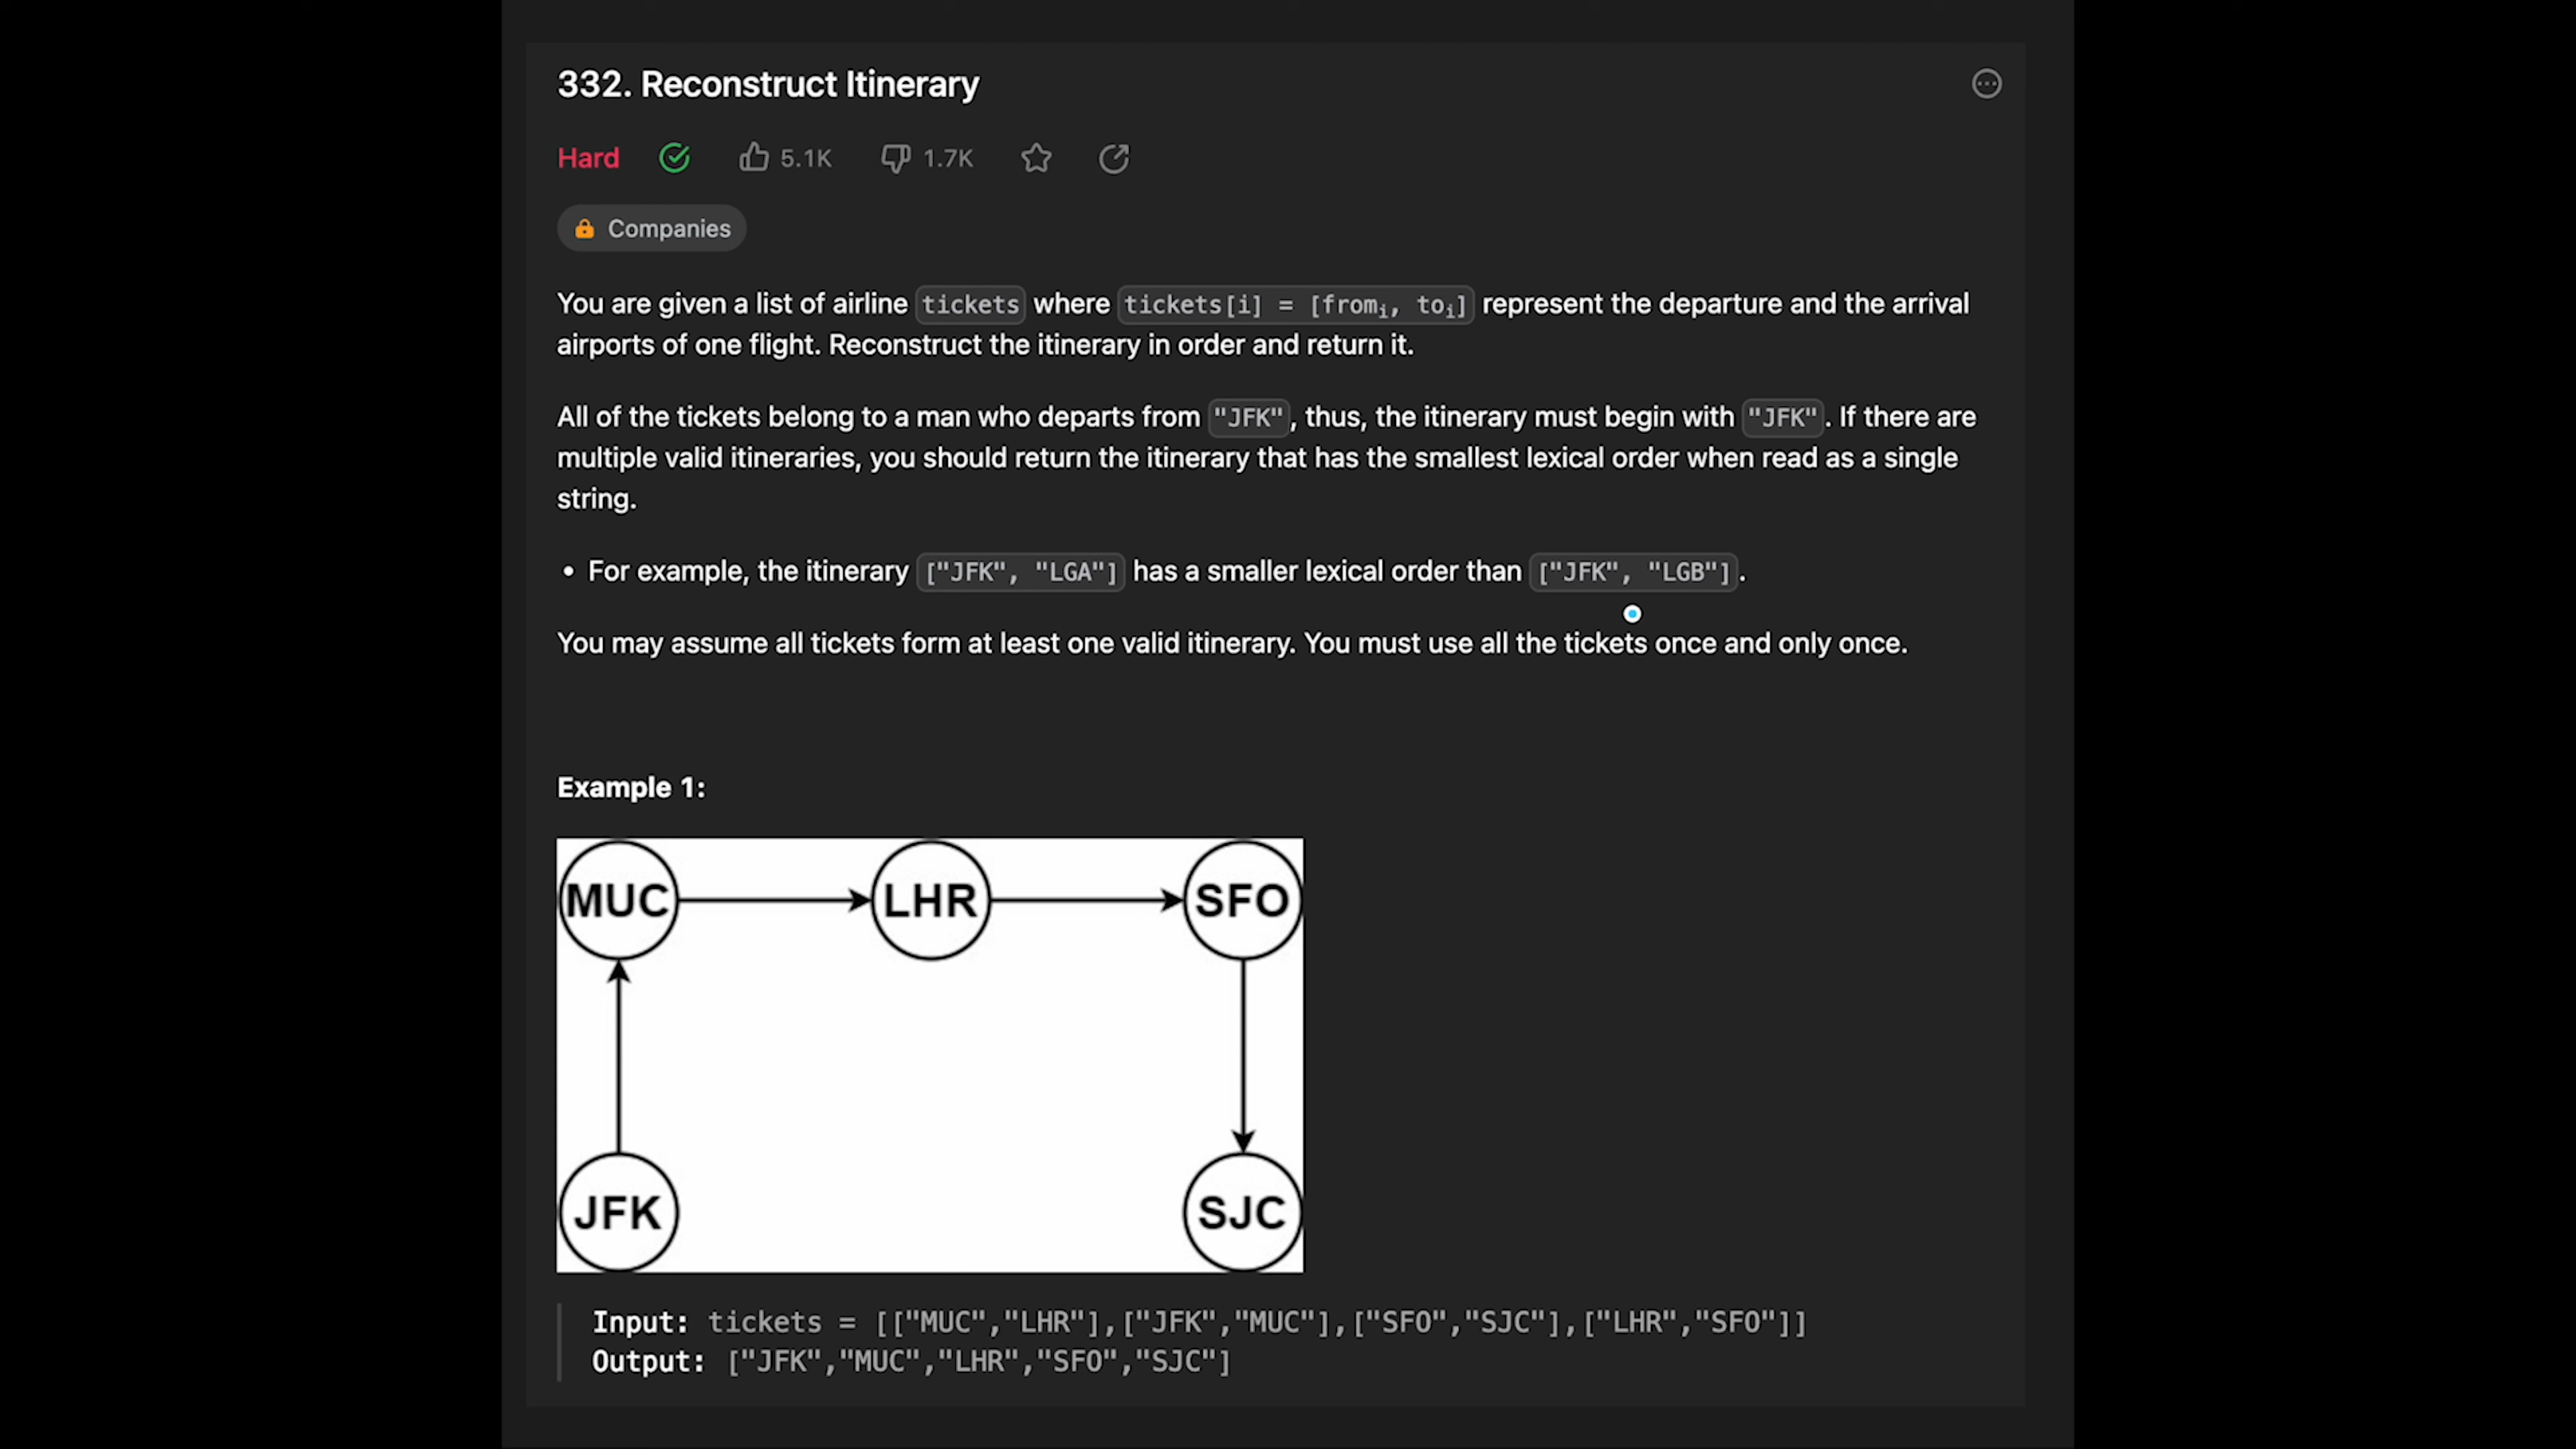 332. Reconstruct Itinerary
Hard 5.1K 1.7K
Companies
You are given a list of airline tickets where tickets[i] = [fromi, toi] represent the departure and the arrival
airports of one flight. Reconstruct the itinerary in order and return it.
All of the tickets belong to a man who departs from "JFK", thus, the itinerary must begin with "JFK". If there are
multiple valid itineraries, you should return the itinerary that has the smallest lexical order when read as a single
string.
• For example, the itinerary ["JFK", "LGA"] has a smaller lexical order than ["JFK", "LGB"].
You may assume all tickets form at least one valid itinerary. You must use all the tickets once and only once.
Example 1:
MUC LHR SFO
JFK SJC
Input: tickets = [["MUC","LHR"],["JFK","MUC"],["SFO","SJC"],["LHR","SFO"]]
Output: ["JFK","MUC","LHR","SFO","SJC"]